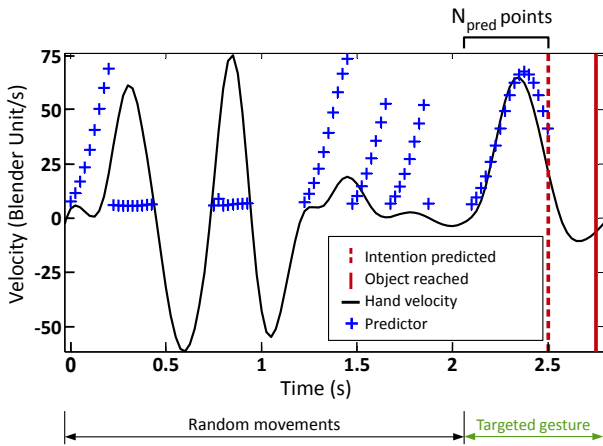 N_pred points
75
50
25
0
-25
-50
Velocity (Blender Unit/s)
Intention predicted
Object reached
Hand velocity
Predictor
0 0.5 1 1.5 2 2.5
Time (s)
Random movements Targeted gesture